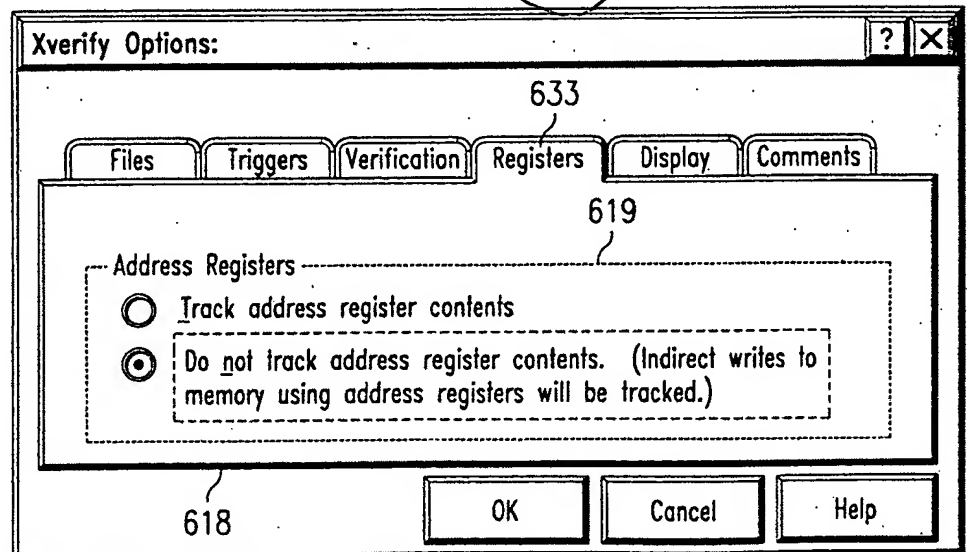 Xverify Options: ? X
633
Files Triggers Verification Registers Display Comments
619
Address Registers
Track address register contents
Do not track address register contents. (Indirect writes to
memory using address registers will be tracked.)
618
OK Cancel Help